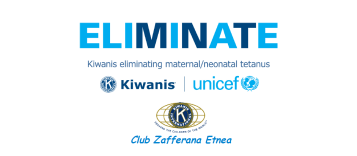 ELIMINATE
Kiwanis eliminating maternal/neonatal tetanus
Kiwanis unicef
Club Zafferana Etnea